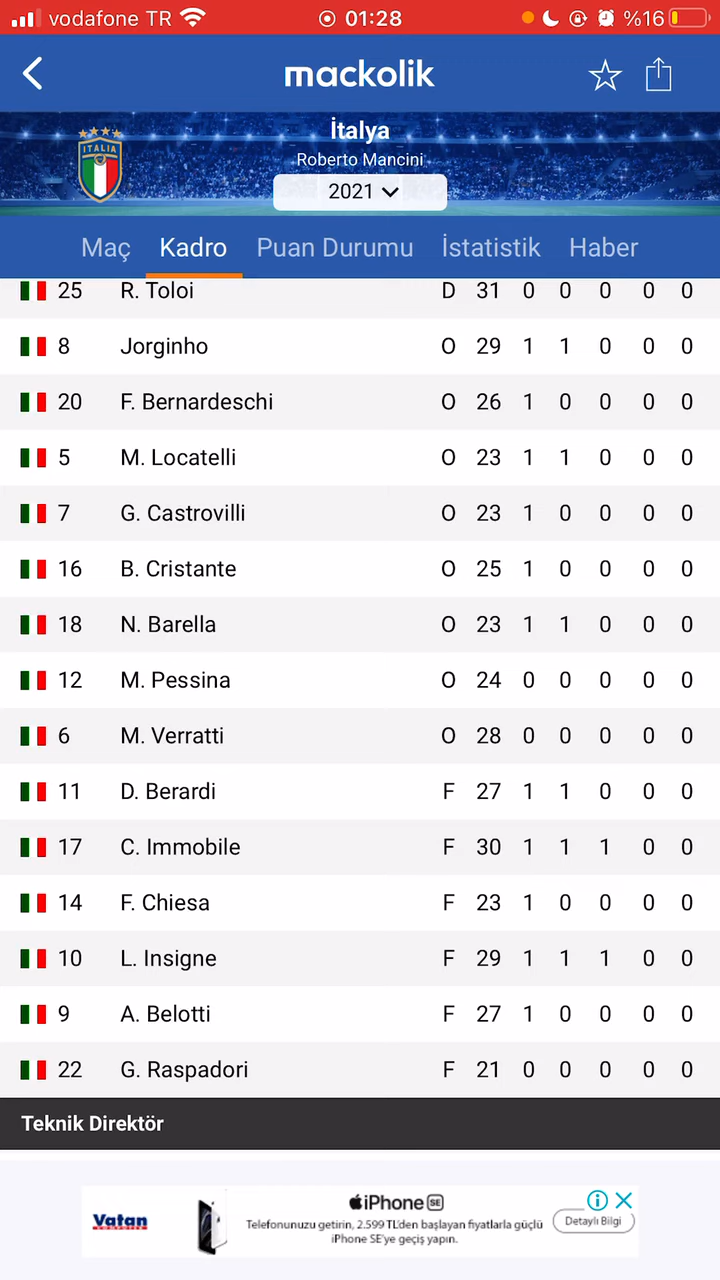 vodafone TR 01:28 %16
mackolik
ITALIA
İtalya
Roberto Mancini
2021
Maç Kadro Puan Durumu İstatistik Haber
25 R. Toloi D 31 0 0 0 0 0
8 Jorginho O 29 1 1 0 0 0
20 F. Bernardeschi O 26 1 0 0 0 0
5 M. Locatelli O 23 1 1 0 0 0
7 G. Castrovilli O 23 1 0 0 0 0
16 B. Cristante O 25 1 0 0 0 0
18 N. Barella O 23 1 1 0 0 0
12 M. Pessina O 24 0 0 0 0 0
6 M. Verratti O 28 0 0 0 0 0
11 D. Berardi F 27 1 1 0 0 0
17 C. Immobile F 30 1 1 1 0 0
14 F. Chiesa F 23 1 0 0 0 0
10 L. Insigne F 29 1 1 1 0 0
9 A. Belotti F 27 1 0 0 0 0
22 G. Raspadori F 21 0 0 0 0 0
Teknik Direktör
Vatan
COMPUTER
iPhone SE
Telefonunuzu getirin, 2.599 TL'den başlayan fiyatlarla güçlü
iPhone SE'ye geçiş yapın.
Detaylı Bilgi